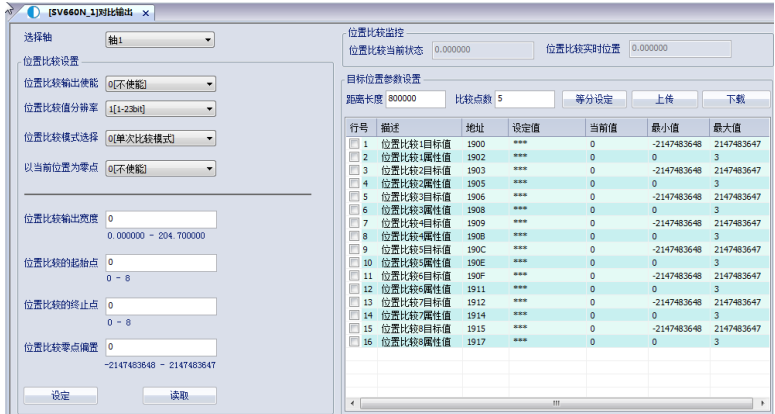 [SV660N_1]对比输出 x
选择轴 轴1
位置比较设置
位置比较输出使能 0[不使能]
位置比较值分辨率 1[1-23bit]
位置比较模式选择 0[单次比较模式]
以当前位置为零点 0[不使能]
位置比较输出宽度 0
0.000000 - 204.700000
位置比较的起始点 0
0 - 8
位置比较的终止点 0
0 - 8
位置比较零点偏置 0
-2147483648 - 2147483647
设定 读取
位置比较监控
位置比较当前状态 0.000000 位置比较实时位置 0.000000
目标位置参数设置
距离长度 800000 比较点数 5 等分设定 上传 下载
行号 描述 地址 设定值 当前值 最小值 最大值
1 位置比较1目标值 1900 *** 0 -2147483648 2147483647
2 位置比较1属性值 1902 *** 0 0 3
3 位置比较2目标值 1903 *** 0 -2147483648 2147483647
4 位置比较2属性值 1905 *** 0 0 3
5 位置比较3目标值 1906 *** 0 -2147483648 2147483647
6 位置比较3属性值 1908 *** 0 0 3
7 位置比较4目标值 1909 *** 0 -2147483648 2147483647
8 位置比较4属性值 190B *** 0 0 3
9 位置比较5目标值 190C *** 0 -2147483648 2147483647
10 位置比较5属性值 190E *** 0 0 3
11 位置比较6目标值 190F *** 0 -2147483648 2147483647
12 位置比较6属性值 1911 *** 0 0 3
13 位置比较7目标值 1912 *** 0 -2147483648 2147483647
14 位置比较7属性值 1914 *** 0 0 3
15 位置比较8目标值 1915 *** 0 -2147483648 2147483647
16 位置比较8属性值 1917 *** 0 0 3